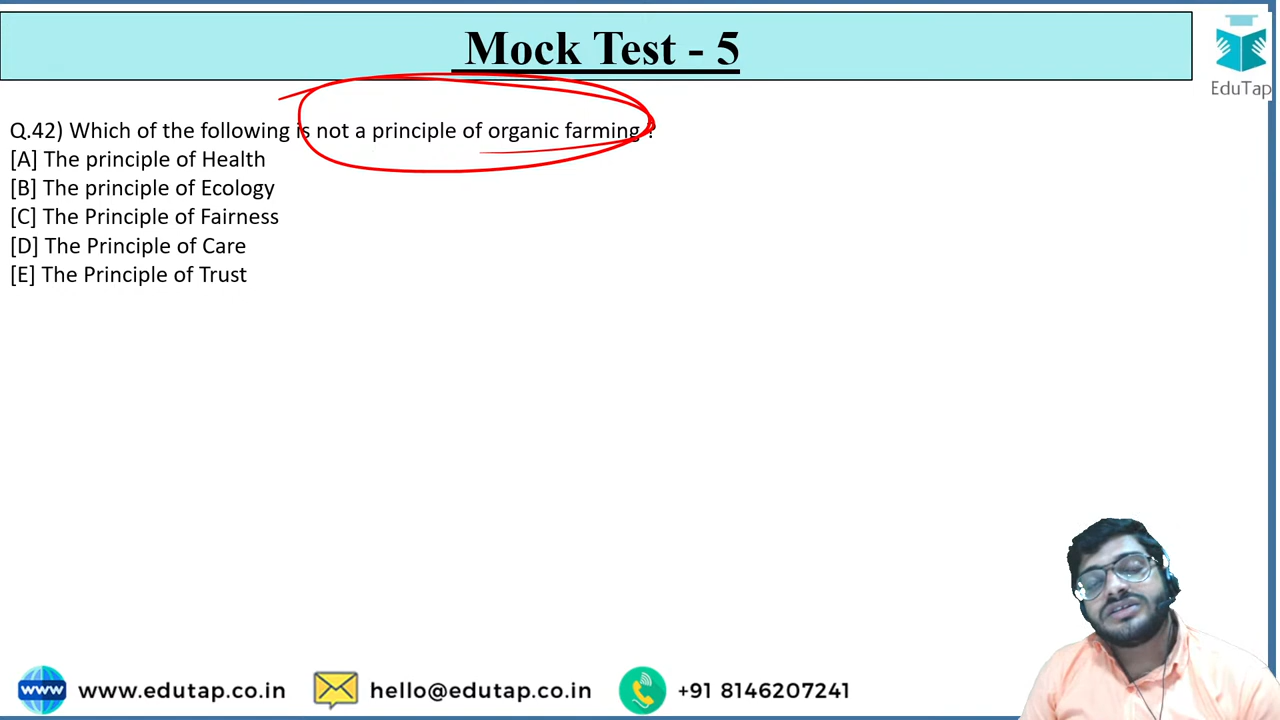 Mock Test - 5
EduTap
Q.42) Which of the following is not a principle of organic farming ?
[A] The principle of Health
[B] The principle of Ecology
[C] The Principle of Fairness
[D] The Principle of Care
[E] The Principle of Trust
www www.edutap.co.in hello@edutap.co.in +91 8146207241